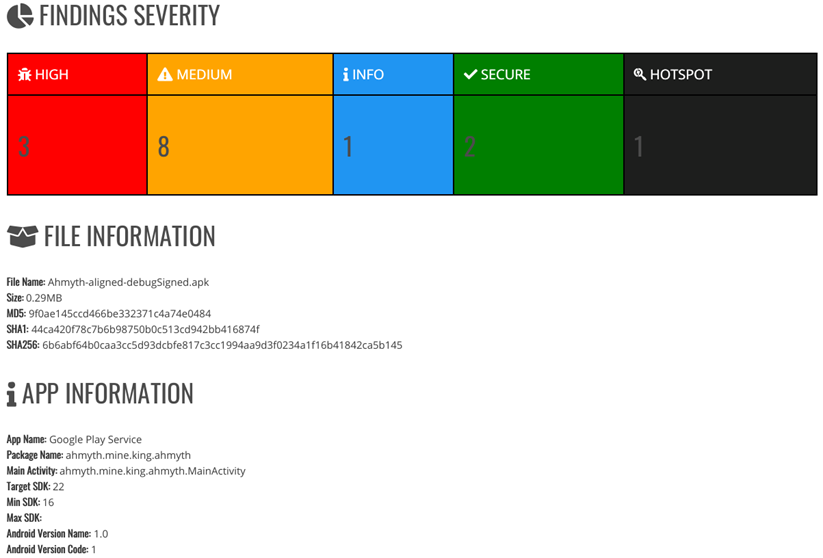 FINDINGS SEVERITY
HIGH MEDIUM INFO SECURE HOTSPOT
3 8 1 2 1
FILE INFORMATION
File Name: Ahmyth-aligned-debugSigned.apk
Size: 0.29MB
MD5: 9f0ae145ccd466be332371c4a74e0484
SHA1: 44ca420f78c7b6b98750b0c513cd942bb416874f
SHA256: 6b6abf64b0caa3cc5d93dcbfe817c3cc1994aa9d3f0234a1f16b41842ca5b145
APP INFORMATION
App Name: Google Play Service
Package Name: ahmyth.mine.king.ahmyth
Main Activity: ahmyth.mine.king.ahmyth.MainActivity
Target SDK: 22
Min SDK: 16
Max SDK:
Android Version Name: 1.0
Android Version Code: 1